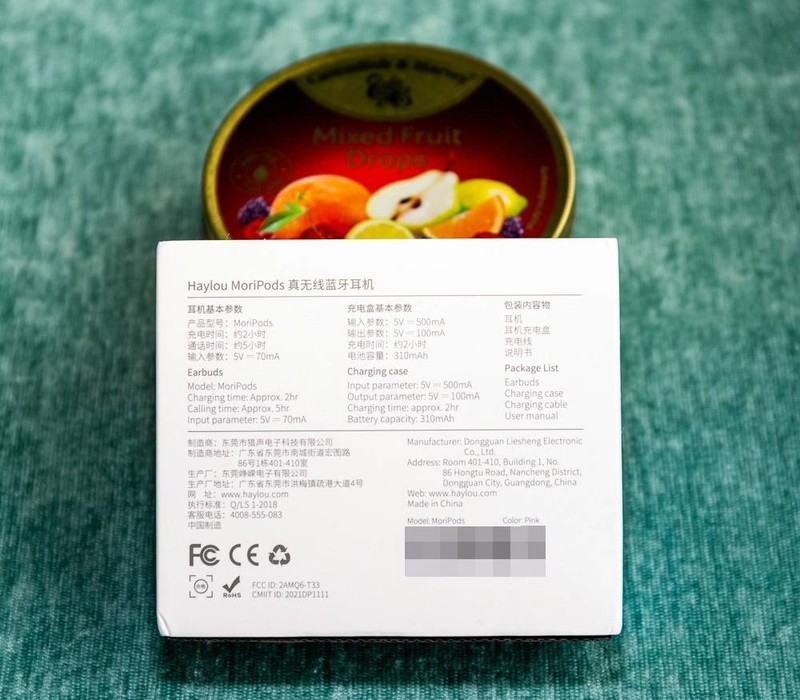 Cavendish & Harvey
Mixed Fruit
Drops
Haylou MoriPods 真无线蓝牙耳机
耳机基本参数
产品型号：MoriPods
充电时间：约2小时
通话时间：约5小时
输入参数：5V ⎓ 70mA
Earbuds
Model: MoriPods
Charging time: Approx. 2hr
Calling time: Approx. 5hr
Input parameter: 5V ⎓ 70mA
充电盒基本参数
输入参数：5V ⎓ 500mA
输出参数：5V ⎓ 100mA
充电时间：约2小时
电池容量：310mAh
Charging case
Input parameter: 5V ⎓ 500mA
Output parameter: 5V ⎓ 100mA
Charging time: approx. 2hr
Battery capacity: 310mAh
包装内容物
耳机
耳机充电盒
充电线
说明书
Package List
Earbuds
Charging case
Charging cable
User manual
制造商：东莞市猎声电子科技有限公司
制造商地址：广东省东莞市南城街道宏图路
86号1栋401-410室
生产厂：东莞峥嵘电子有限公司
生产厂地址：广东省东莞市洪梅镇疏港大道4号
网 址：www.haylou.com
执行标准：Q/LS 1-2018
客服电话：4008-555-083
中国制造
Manufacturer: Dongguan Liesheng Electronic
Co., Ltd.
Address: Room 401-410, Building 1, No.
86 Hongtu Road, Nancheng District,
Dongguan City, Guangdong, China
Web: www.haylou.com
Made in China
Model: MoriPods Color: Pink
FC CE
合格 RoHS
FCC ID: 2AMQ6-T33
CMIIT ID: 2021DP1111